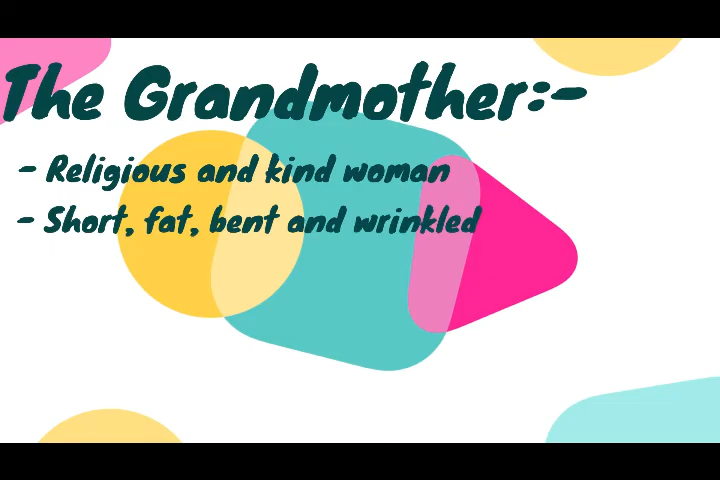 The Grandmother:-
- Religious and kind woman
- Short, fat, bent and wrinkled